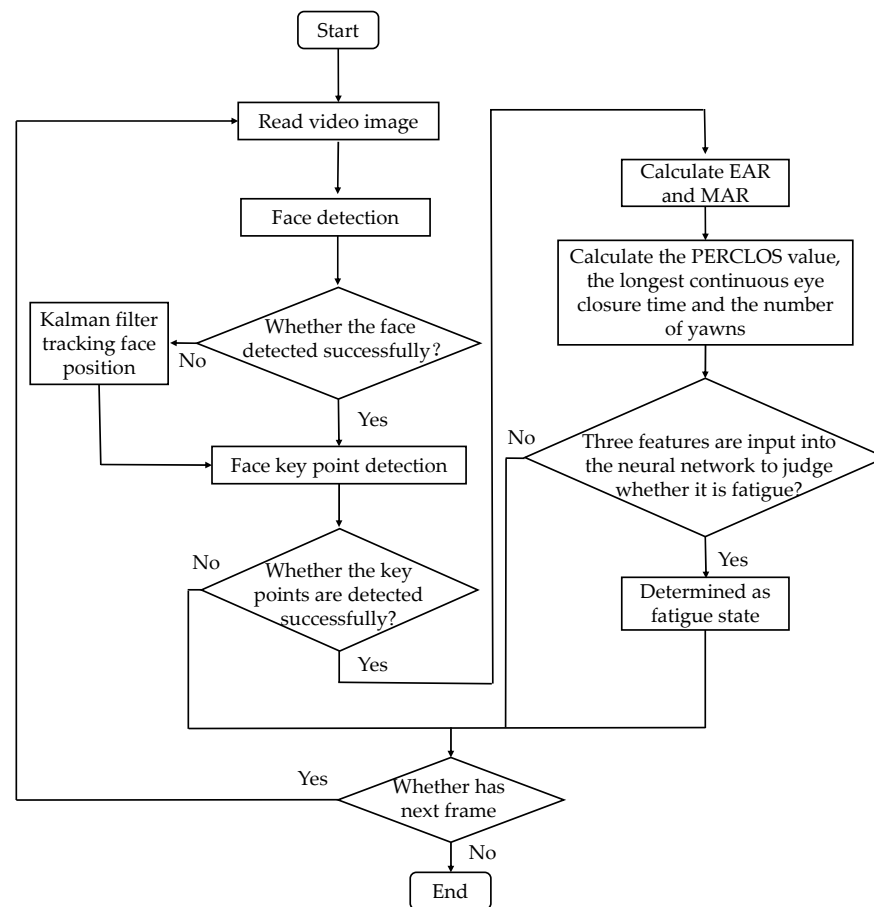 Start
Read video image
Face detection
Whether the face
detected successfully?
No
Kalman filter
tracking face
position
Yes
Face key point detection
No
Whether the key
points are detected
successfully?
Yes
Calculate EAR
and MAR
Calculate the PERCLOS value,
the longest continuous eye
closure time and the number
of yawns
No
Three features are input into
the neural network to judge
whether it is fatigue?
Yes
Determined as
fatigue state
Yes
Whether has
next frame
No
End